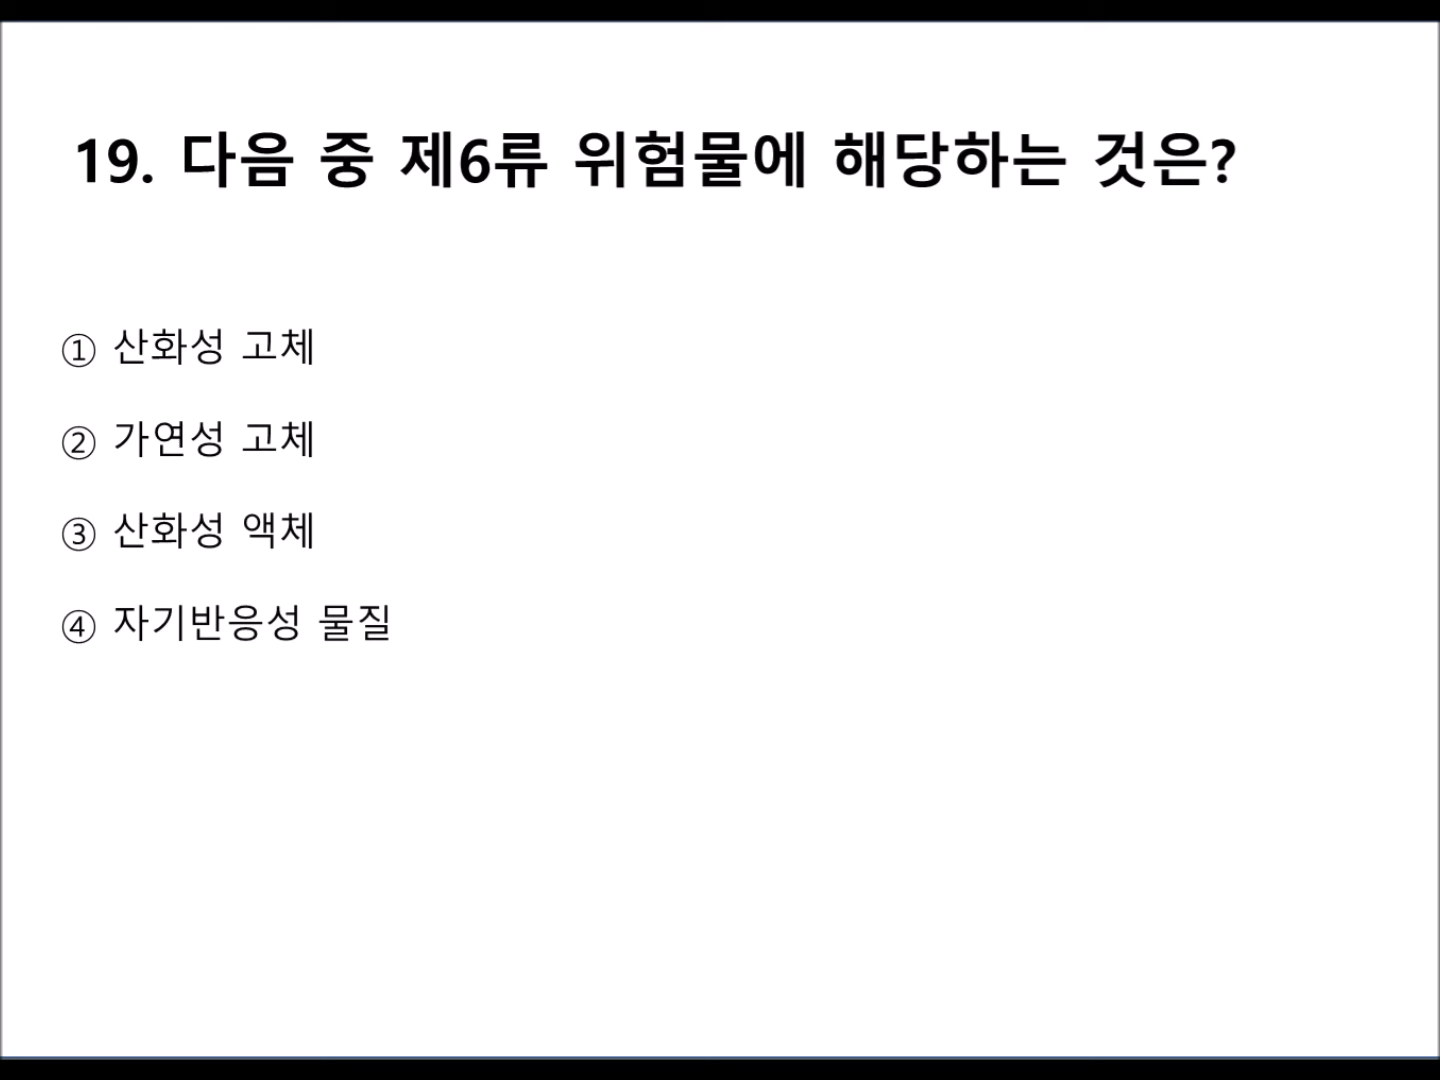 19. 다음 중 제6류 위험물에 해당하는 것은?
① 산화성 고체
② 가연성 고체
③ 산화성 액체
④ 자기반응성 물질